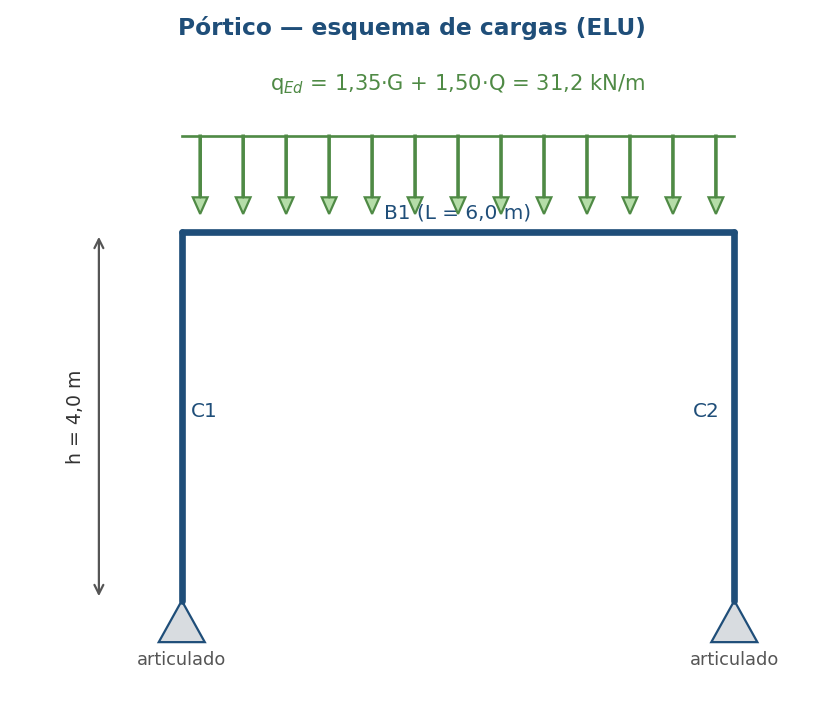 Pórtico — esquema de cargas (ELU)
qEd = 1,35·G + 1,50·Q = 31,2 kN/m
B1 (L = 6,0 m)
h = 4,0 m
C1
C2
articulado
articulado